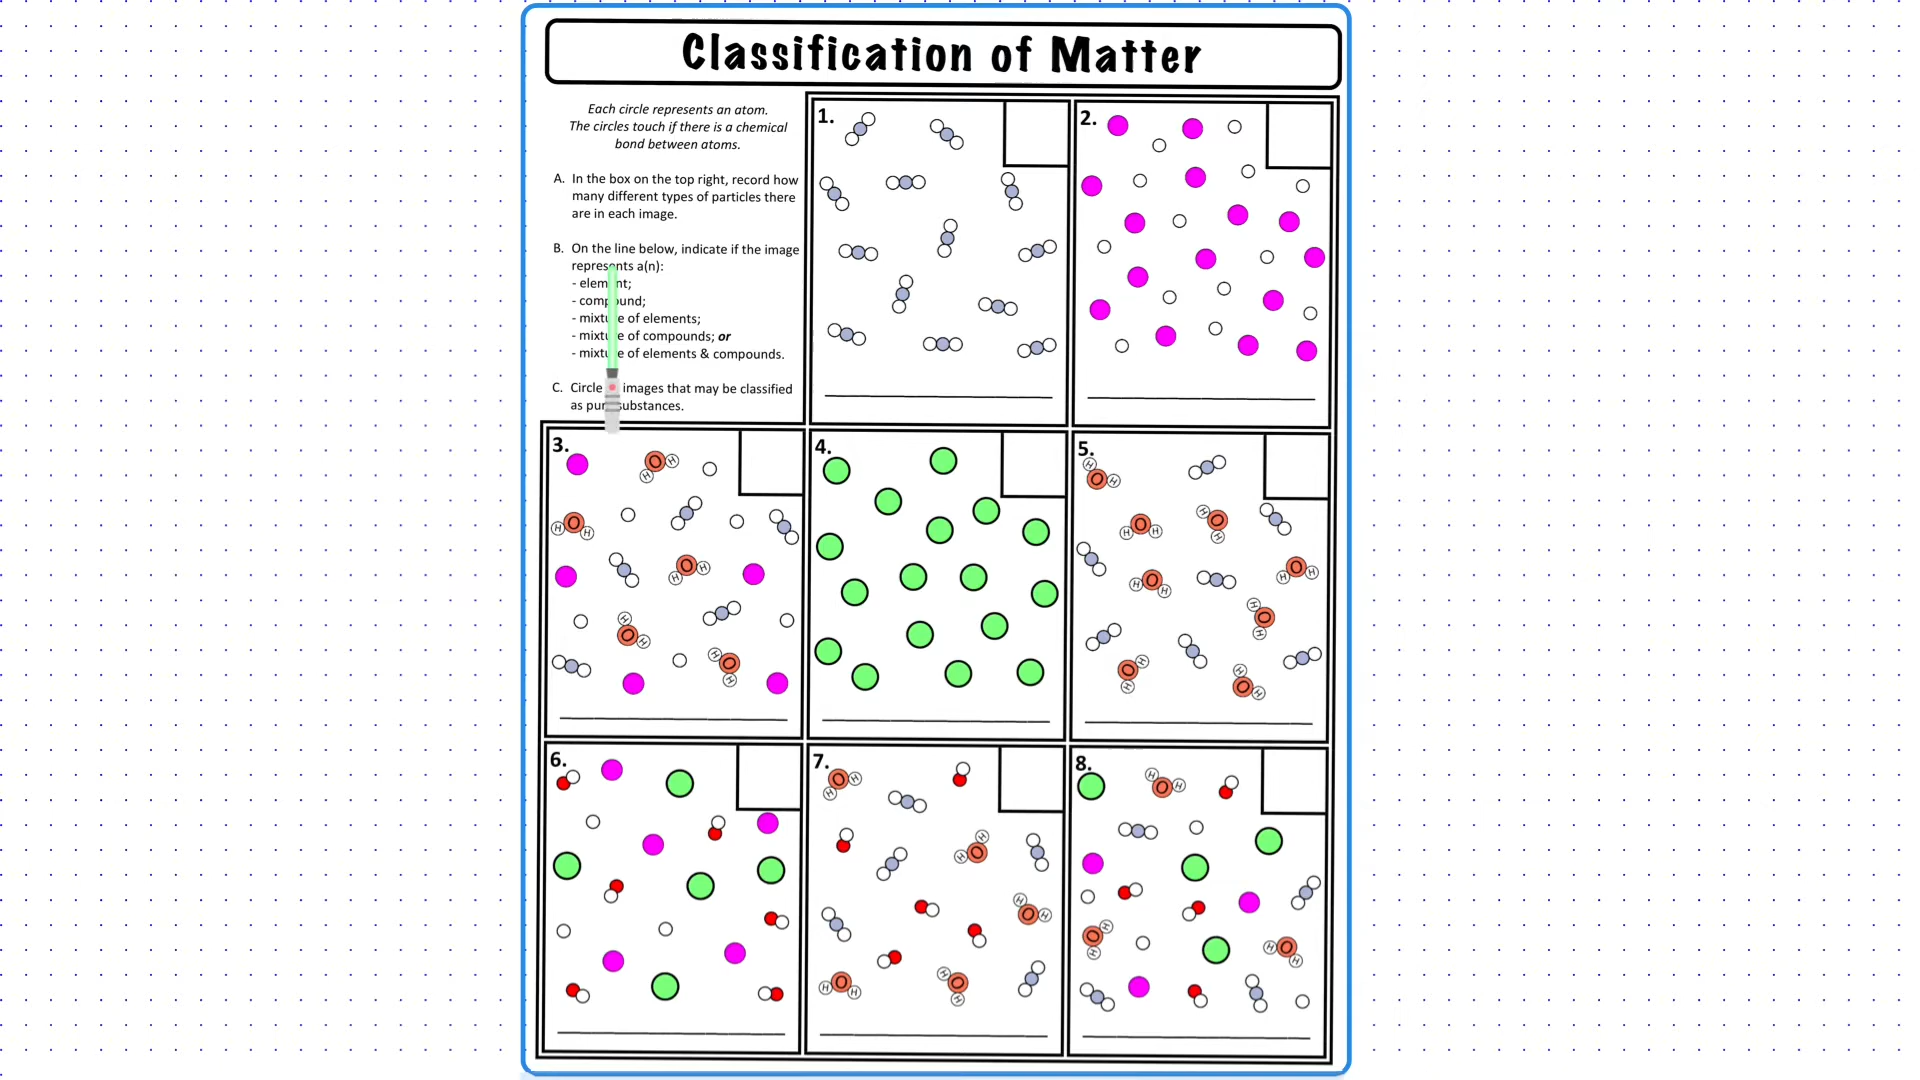 Classification of Matter
Each circle represents an atom.
The circles touch if there is a chemical
bond between atoms.
A. In the box on the top right, record how
many different types of particles there
are in each image.
B. On the line below, indicate if the image
represents a(n):
- element;
- compound;
- mixture of elements;
- mixture of compounds; or
- mixture of elements & compounds.
C. Circle images that may be classified
as pure substances.
1.
2.
3.
H O H
H O H
H O H
H O H
H O H
4.
5.
H O H
H O H
H O H
H O H
H O H
H O H
H O H
H O H
6.
7.
H O H
H O H
H O H
H O H
H O H
8.
H O H
H O H
H O H